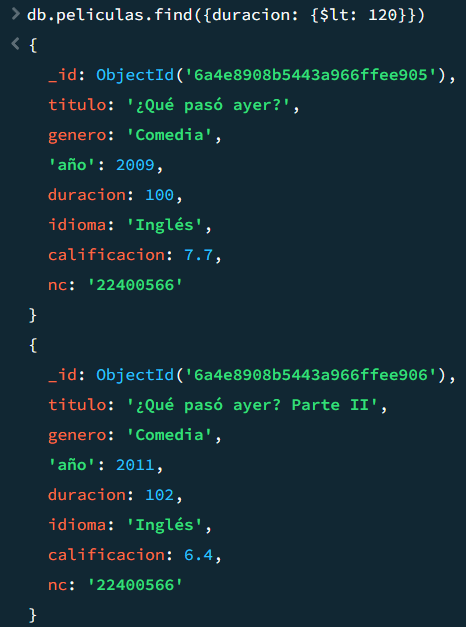 > db.peliculas.find({duracion: {$lt: 120}})
< {
_id: ObjectId('6a4e8908b5443a966ffee905'),
titulo: '¿Qué pasó ayer?',
genero: 'Comedia',
'año': 2009,
duracion: 100,
idioma: 'Inglés',
calificacion: 7.7,
nc: '22400566'
}
{
_id: ObjectId('6a4e8908b5443a966ffee906'),
titulo: '¿Qué pasó ayer? Parte II',
genero: 'Comedia',
'año': 2011,
duracion: 102,
idioma: 'Inglés',
calificacion: 6.4,
nc: '22400566'
}